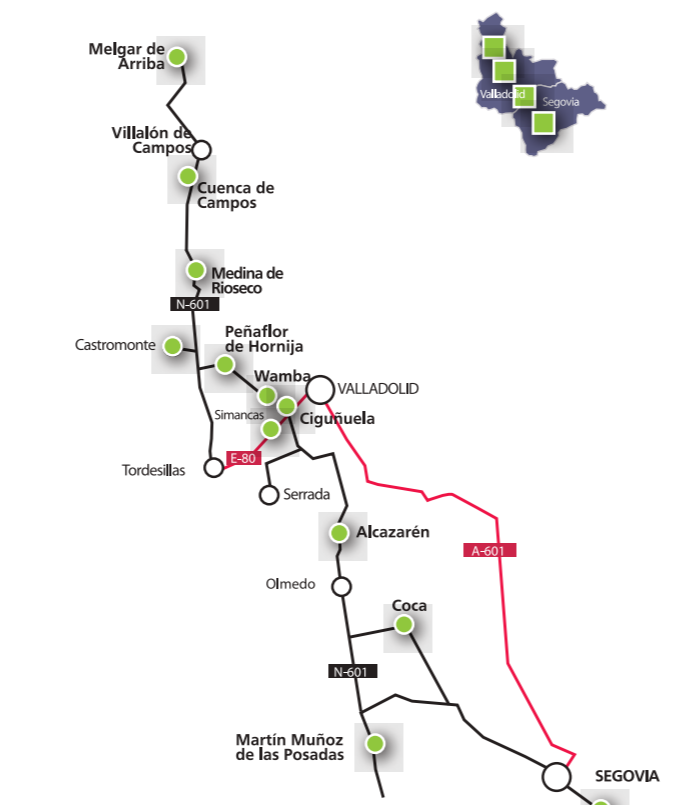 Melgar de
Arriba
Valladolid
Segovia
Villalón de
Campos
Cuenca de
Campos
Medina de
Rioseco
N-601
Castromonte
Peñaflor
de Hornija
Wamba
VALLADOLID
Simancas
Ciguñuela
E-80
Tordesillas
Serrada
Alcazarén
A-601
Olmedo
Coca
N-601
Martín Muñoz
de las Posadas
SEGOVIA